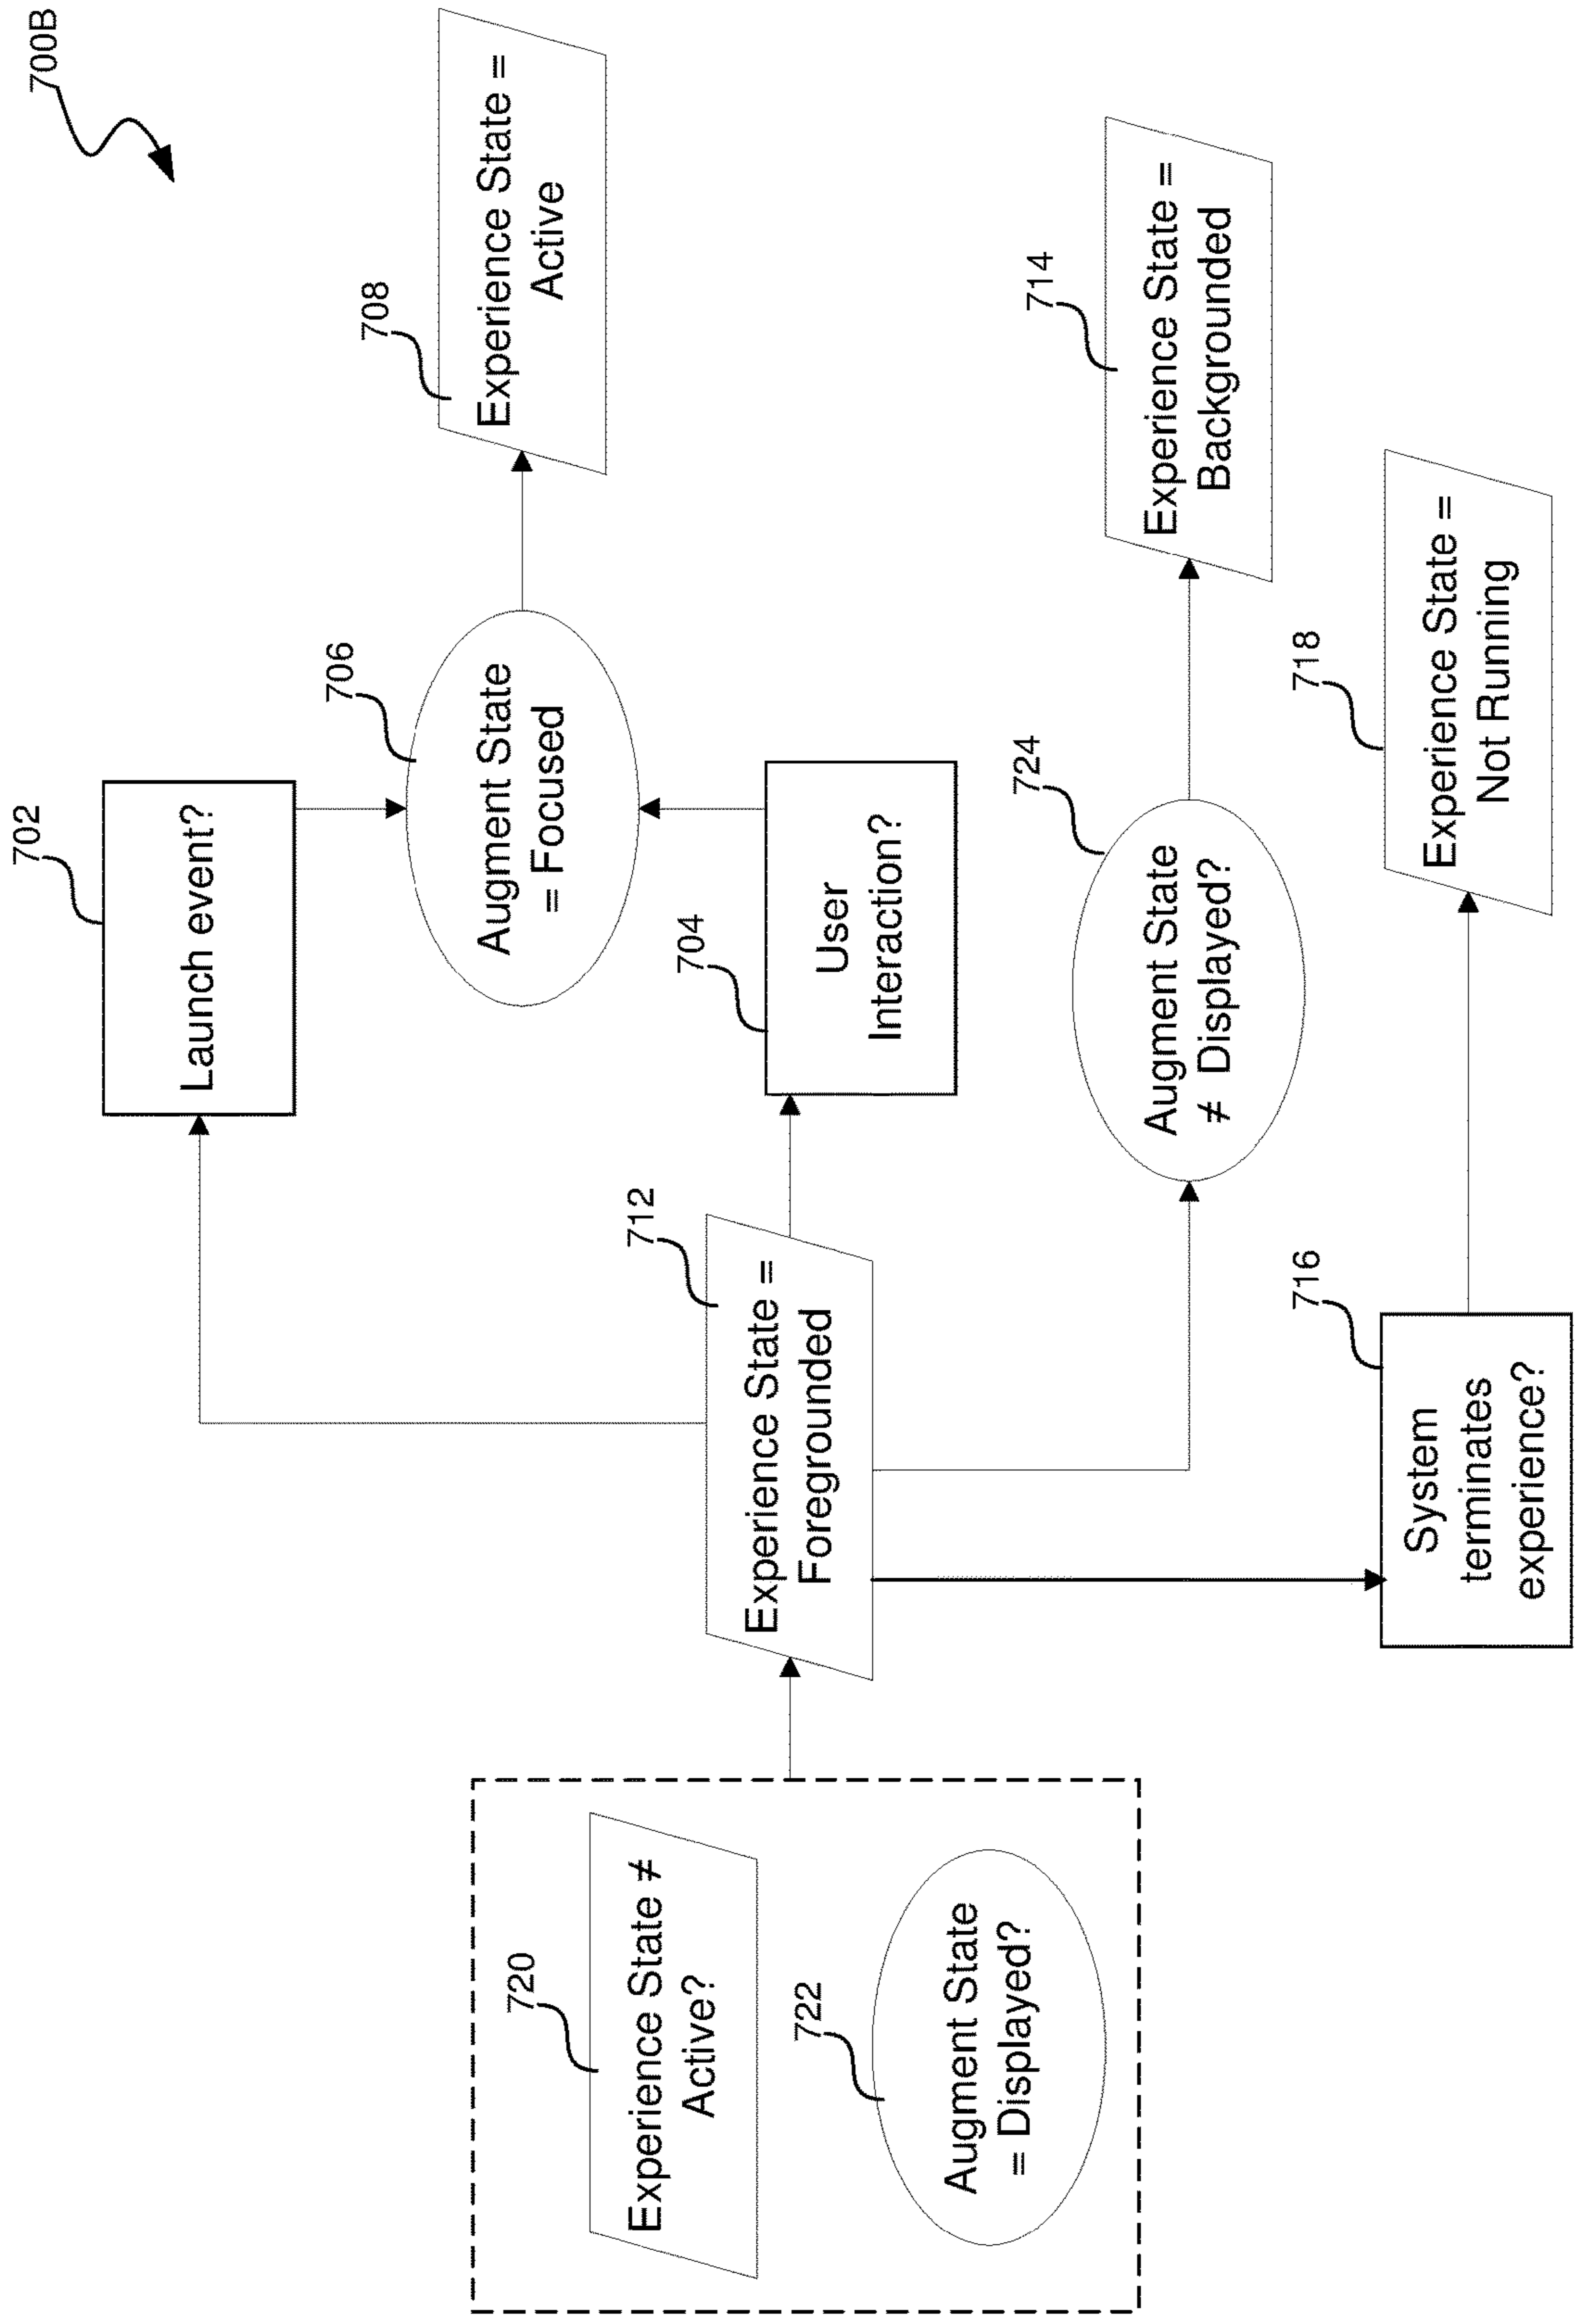 700B
702
Launch event?
708
Experience State =
Active
706
Augment State
= Focused
704
User
Interaction?
712
Experience State =
Foregrounded
720
Experience State ≠
Active?
722
Augment State
= Displayed?
724
Augment State
≠ Displayed?
714
Experience State =
Backgrounded
716
System
terminates
experience?
718
Experience State =
Not Running